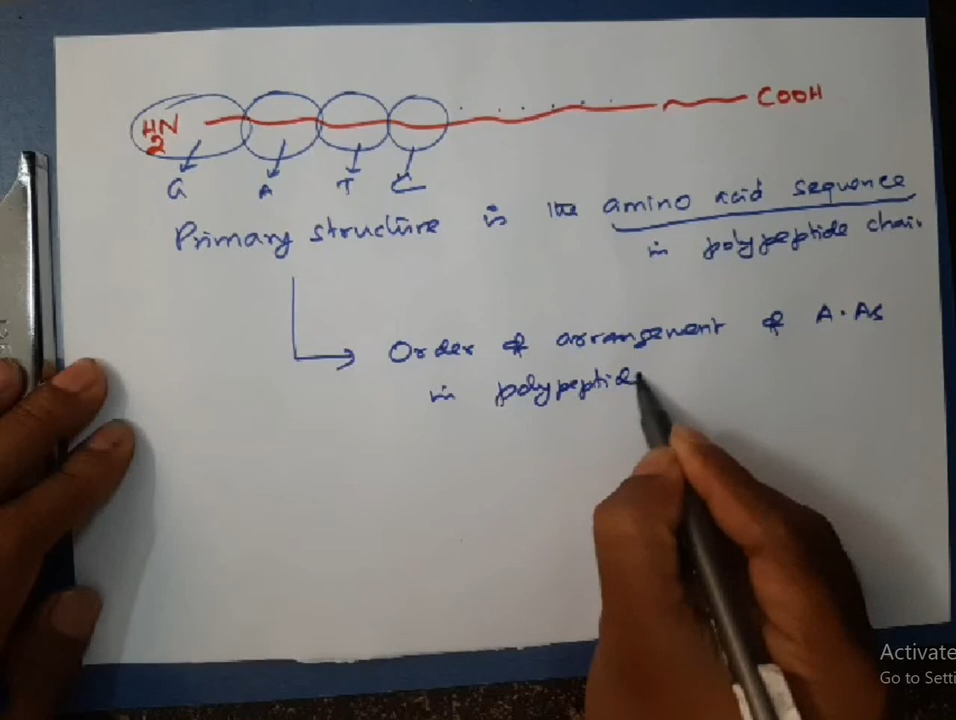 H2N COOH
G A T C
Primary structure is the amino acid sequence
in polypeptide chain.
Order of arrangement of A.As
in polypeptide
Activate
Go to Setti